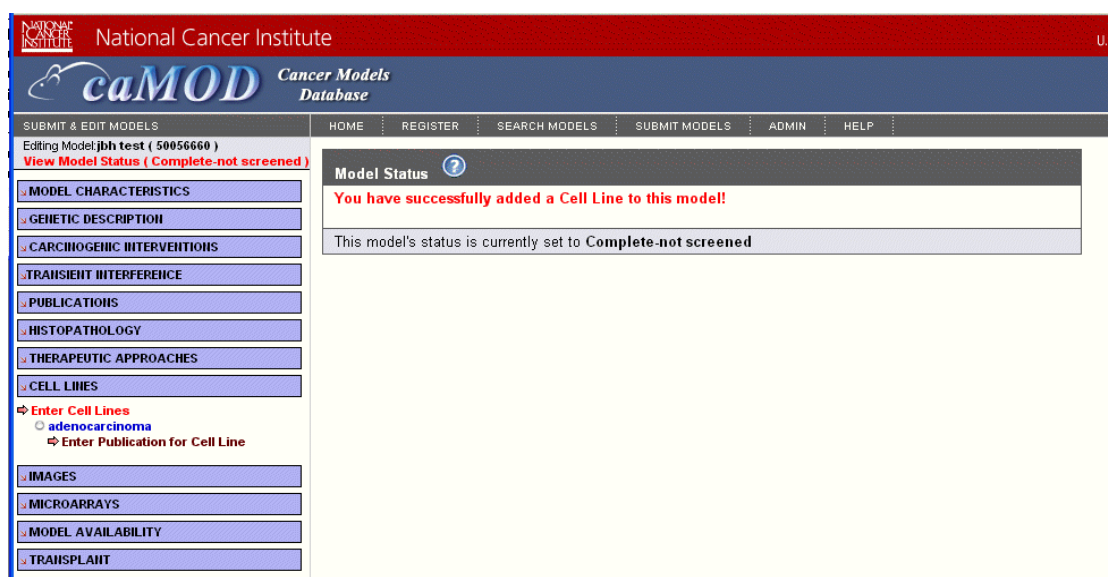 NATIONAL CANCER INSTITUTE
National Cancer Institute
U.
caMOD
Cancer Models
Database
SUBMIT & EDIT MODELS
HOME
REGISTER
SEARCH MODELS
SUBMIT MODELS
ADMIN
HELP
Editing Model:jbh test ( 50056660 )
View Model Status ( Complete-not screened )
Model Status ?
You have successfully added a Cell Line to this model!
This model's status is currently set to Complete-not screened
MODEL CHARACTERISTICS
GENETIC DESCRIPTION
CARCINOGENIC INTERVENTIONS
TRANSIENT INTERFERENCE
PUBLICATIONS
HISTOPATHOLOGY
THERAPEUTIC APPROACHES
CELL LINES
Enter Cell Lines
adenocarcinoma
Enter Publication for Cell Line
IMAGES
MICROARRAYS
MODEL AVAILABILITY
TRANSPLANT